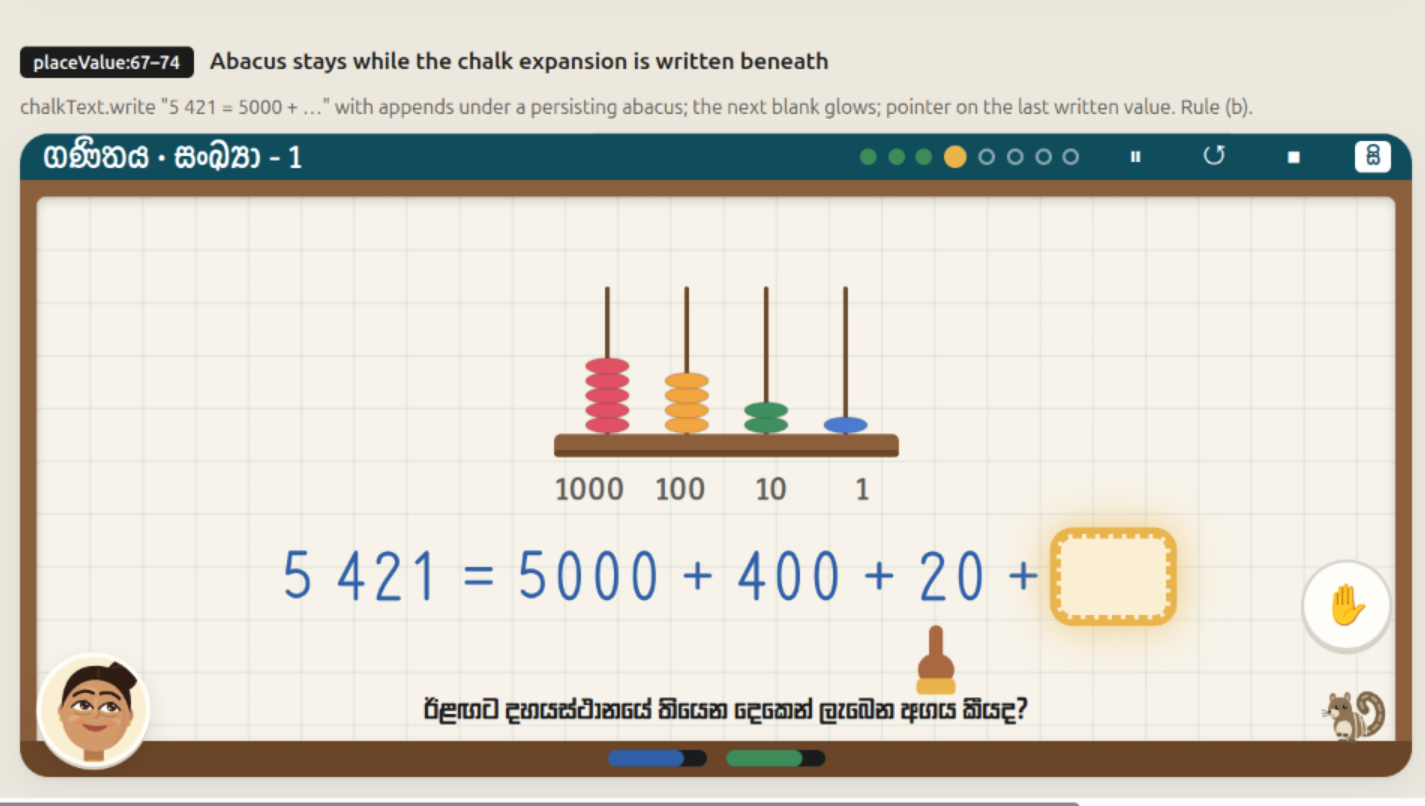 placeValue:67–74 Abacus stays while the chalk expansion is written beneath
chalkText.write "5 421 = 5000 + …" with appends under a persisting abacus; the next blank glows; pointer on the last written value. Rule (b).
ගණිතය · සංඛ්‍යා - 1
සිං
1000 100 10 1
5 421 = 5000 + 400 + 20 +
ඊළඟට දහයස්ථානයේ තියෙන දෙකෙන් ලැබෙන අගය කීයද?